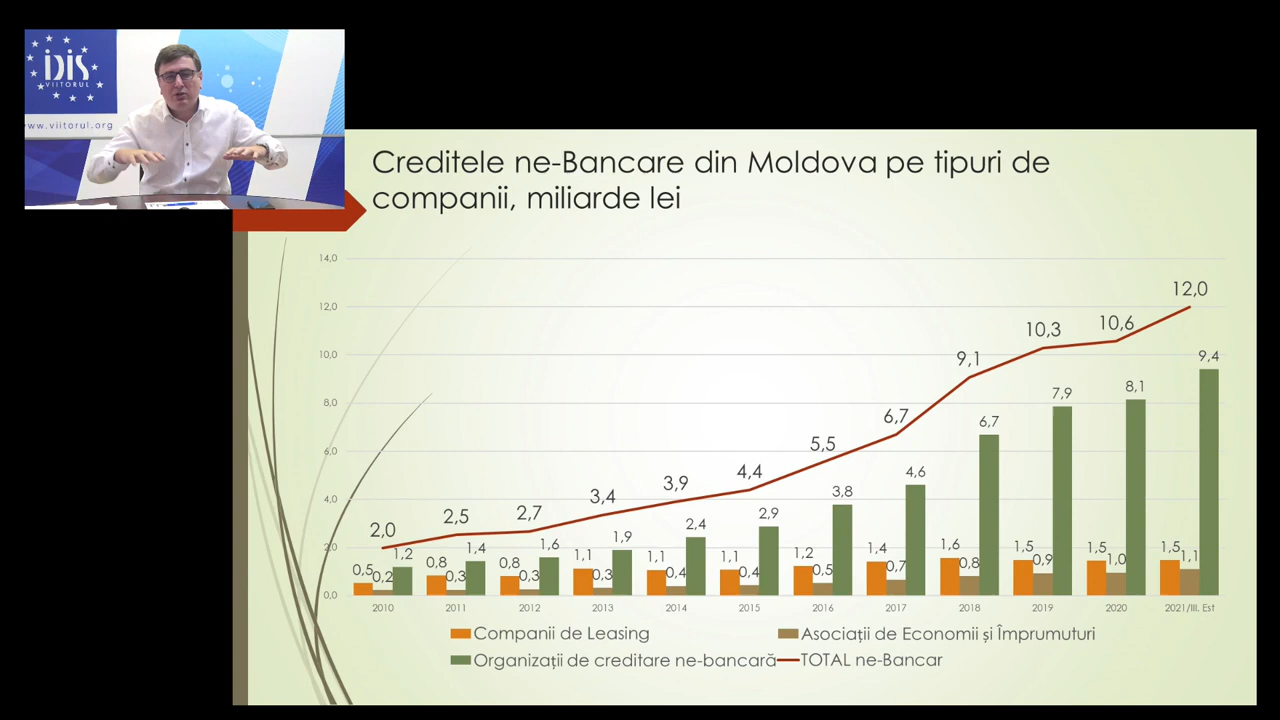 iDiS
VIITORUL
www.viitorul.org
Creditele ne-Bancare din Moldova pe tipuri de
companii, miliarde lei
14,0
12,0
10,0
8,0
6,0
4,0
2,0
0,0
2,0 2,5 2,7 3,4 3,9 4,4 5,5 6,7 9,1 10,3 10,6 12,0
0,5 0,2 1,2
0,8 0,3 1,4
0,8 0,3 1,6
1,1 0,3 1,9
1,1 0,4 2,4
1,1 0,4 2,9
1,2 0,5 3,8
1,4 0,7 4,6
1,6 0,8 6,7
1,5 0,9 7,9
1,5 1,0 8,1
1,5 1,1 9,4
2010 2011 2012 2013 2014 2015 2016 2017 2018 2019 2020 2021/III. Est
Companii de Leasing Asociații de Economii și Împrumuturi
Organizații de creditare ne-bancară TOTAL ne-Bancar